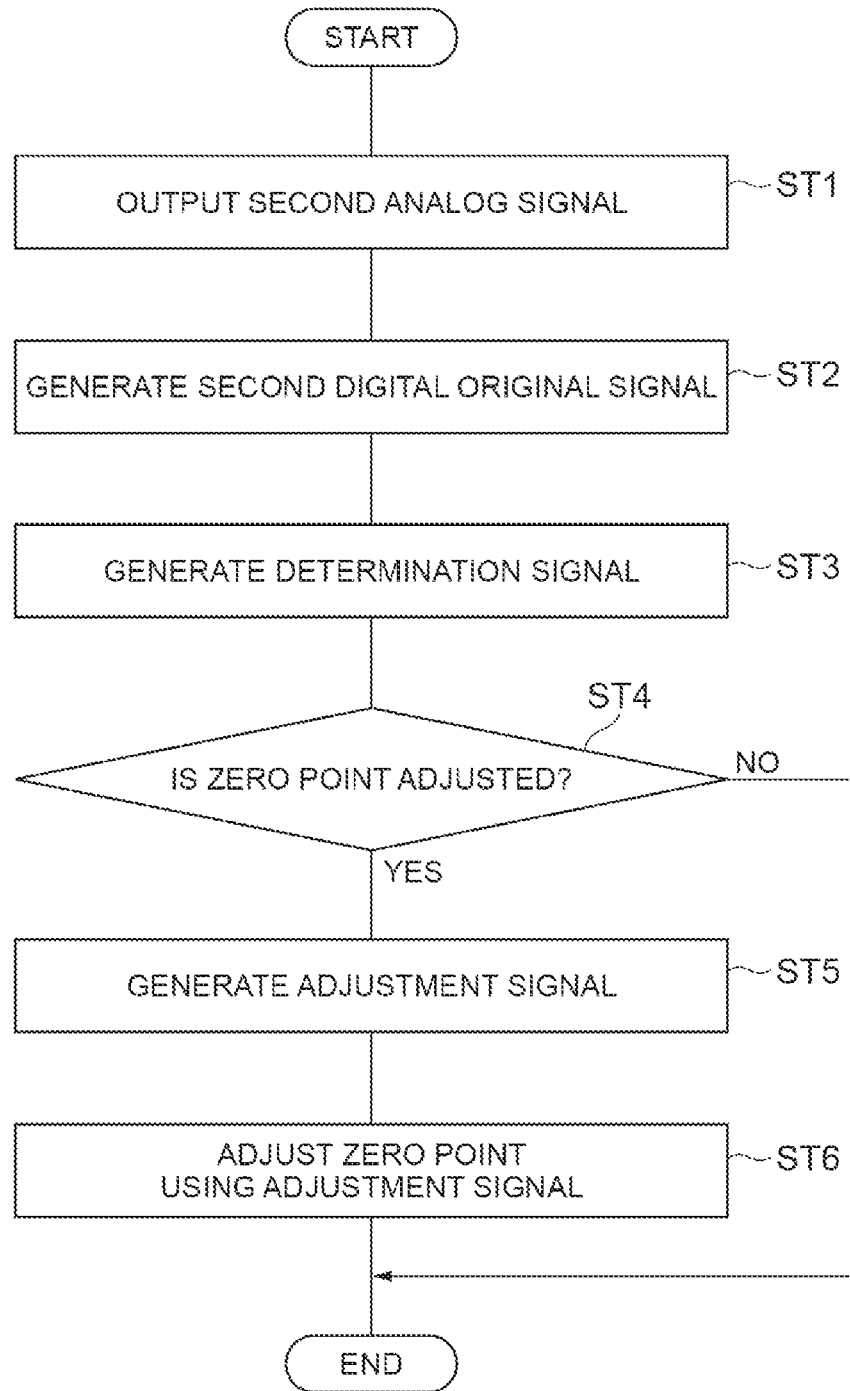 START
OUTPUT SECOND ANALOG SIGNAL
ST1
GENERATE SECOND DIGITAL ORIGINAL SIGNAL
ST2
GENERATE DETERMINATION SIGNAL
ST3
ST4
IS ZERO POINT ADJUSTED?
NO
YES
GENERATE ADJUSTMENT SIGNAL
ST5
ADJUST ZERO POINT
USING ADJUSTMENT SIGNAL
ST6
END